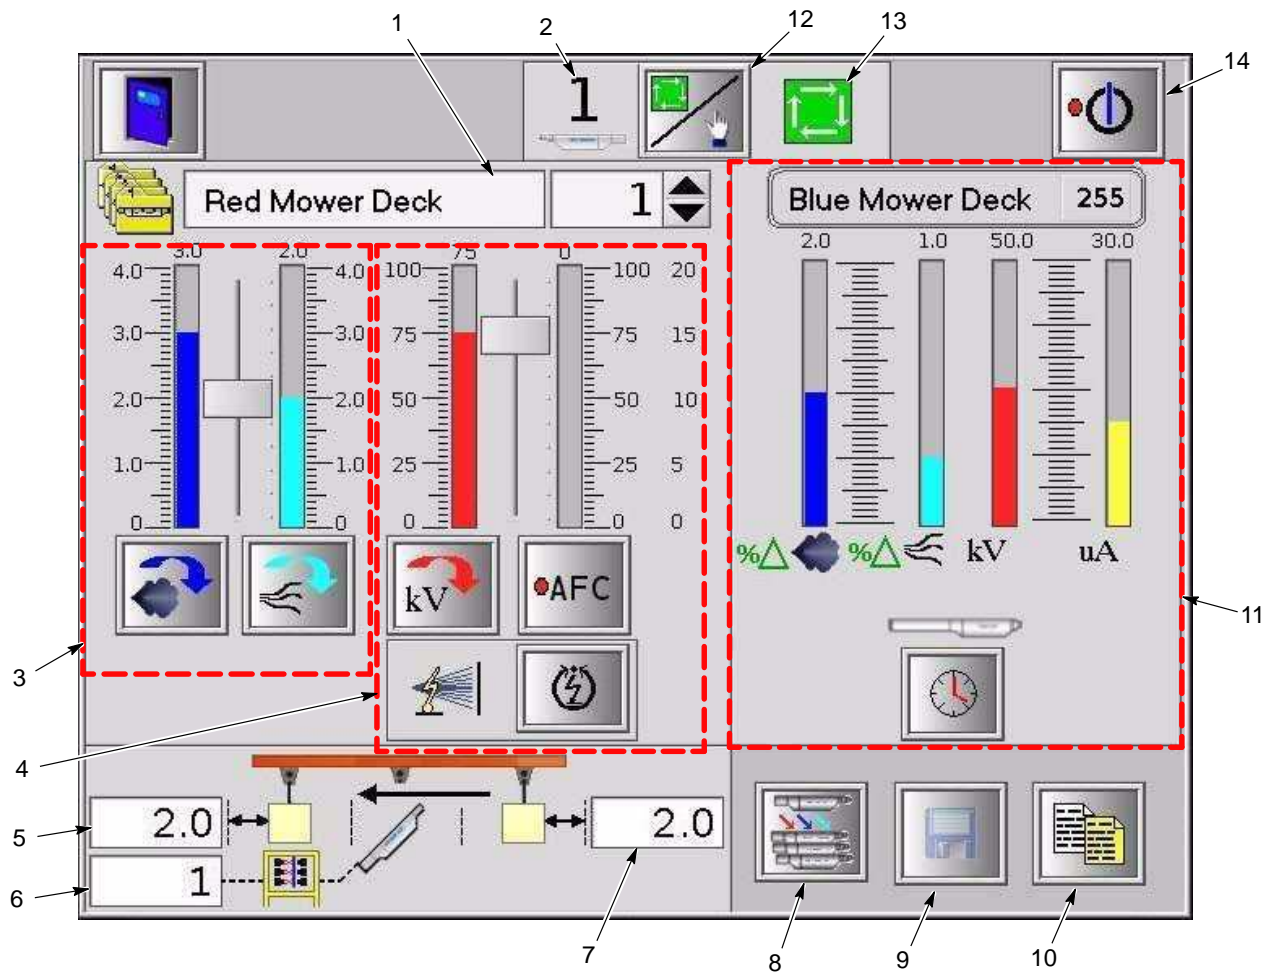 1 2 12 13 14
1
Red Mower Deck 1
Blue Mower Deck 255
3.0 2.0 75 0
2.0 1.0 50.0 30.0
4.0 4.0 100 100 20
3.0 3.0 75 75 15
2.0 2.0 50 50 10
1.0 1.0 25 25 5
0 0 0 0 0
%△ %△ kV uA
kV AFC
11
3
4
5 2.0 2.0
6 1
7 8 9 10